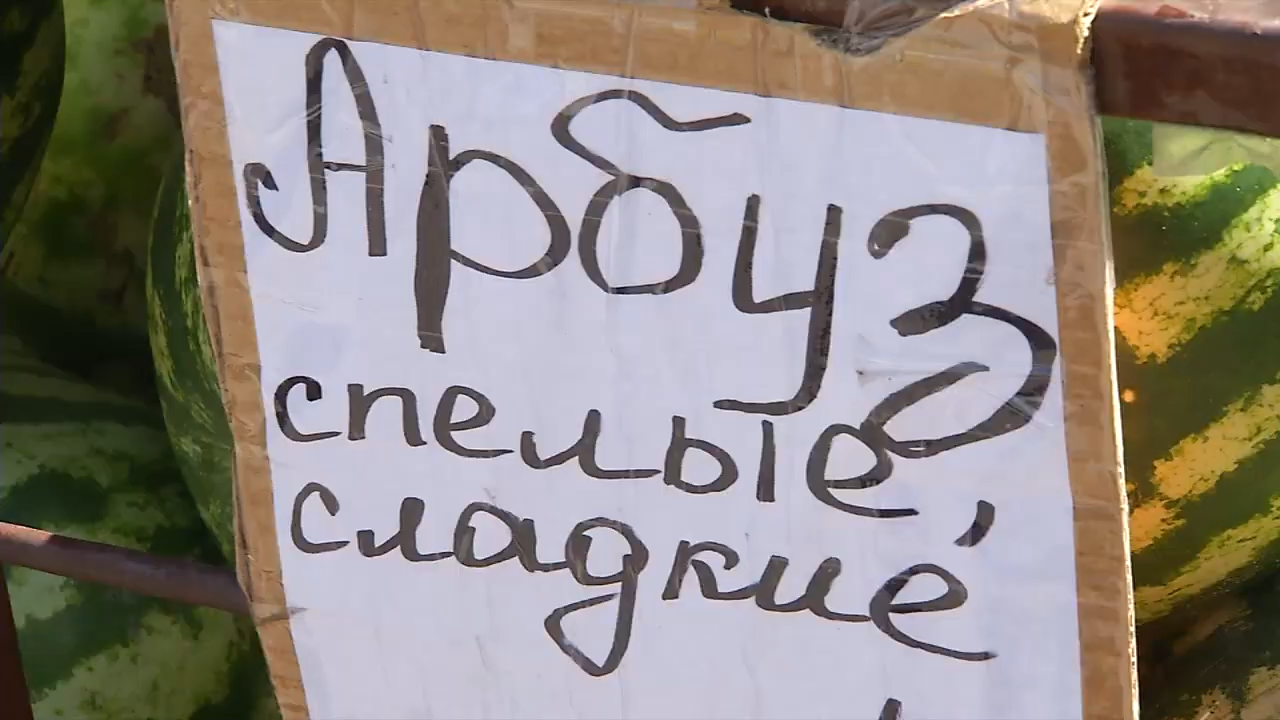 Арбуз
спелые,
сладкие